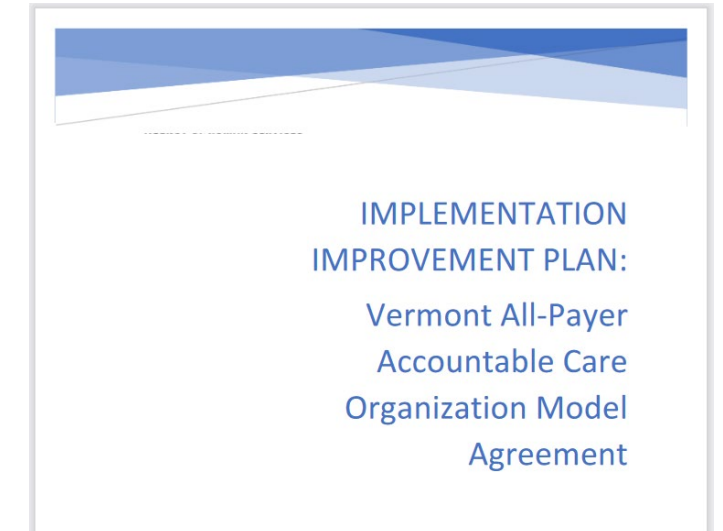 IMPLEMENTATION
IMPROVEMENT PLAN:
Vermont All-Payer
Accountable Care
Organization Model
Agreement